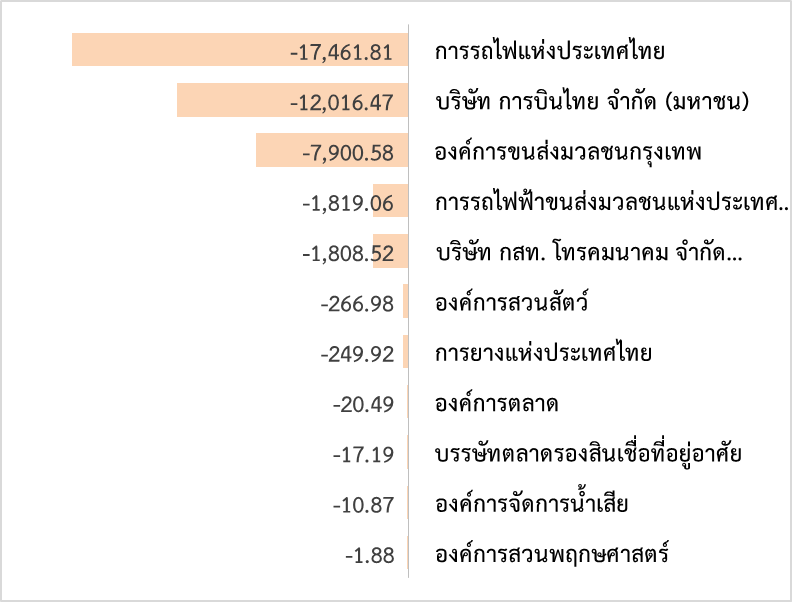 -17,461.81 การรถไฟแห่งประเทศไทย
-12,016.47 บริษัท การบินไทย จำกัด (มหาชน)
-7,900.58 องค์การขนส่งมวลชนกรุงเทพ
-1,819.06 การรถไฟฟ้าขนส่งมวลชนแห่งประเทศ..
-1,808.52 บริษัท กสท. โทรคมนาคม จำกัด...
-266.98 องค์การสวนสัตว์
-249.92 การยางแห่งประเทศไทย
-20.49 องค์การตลาด
-17.19 บรรษัทตลาดรองสินเชื่อที่อยู่อาศัย
-10.87 องค์การจัดการน้ำเสีย
-1.88 องค์การสวนพฤกษศาสตร์